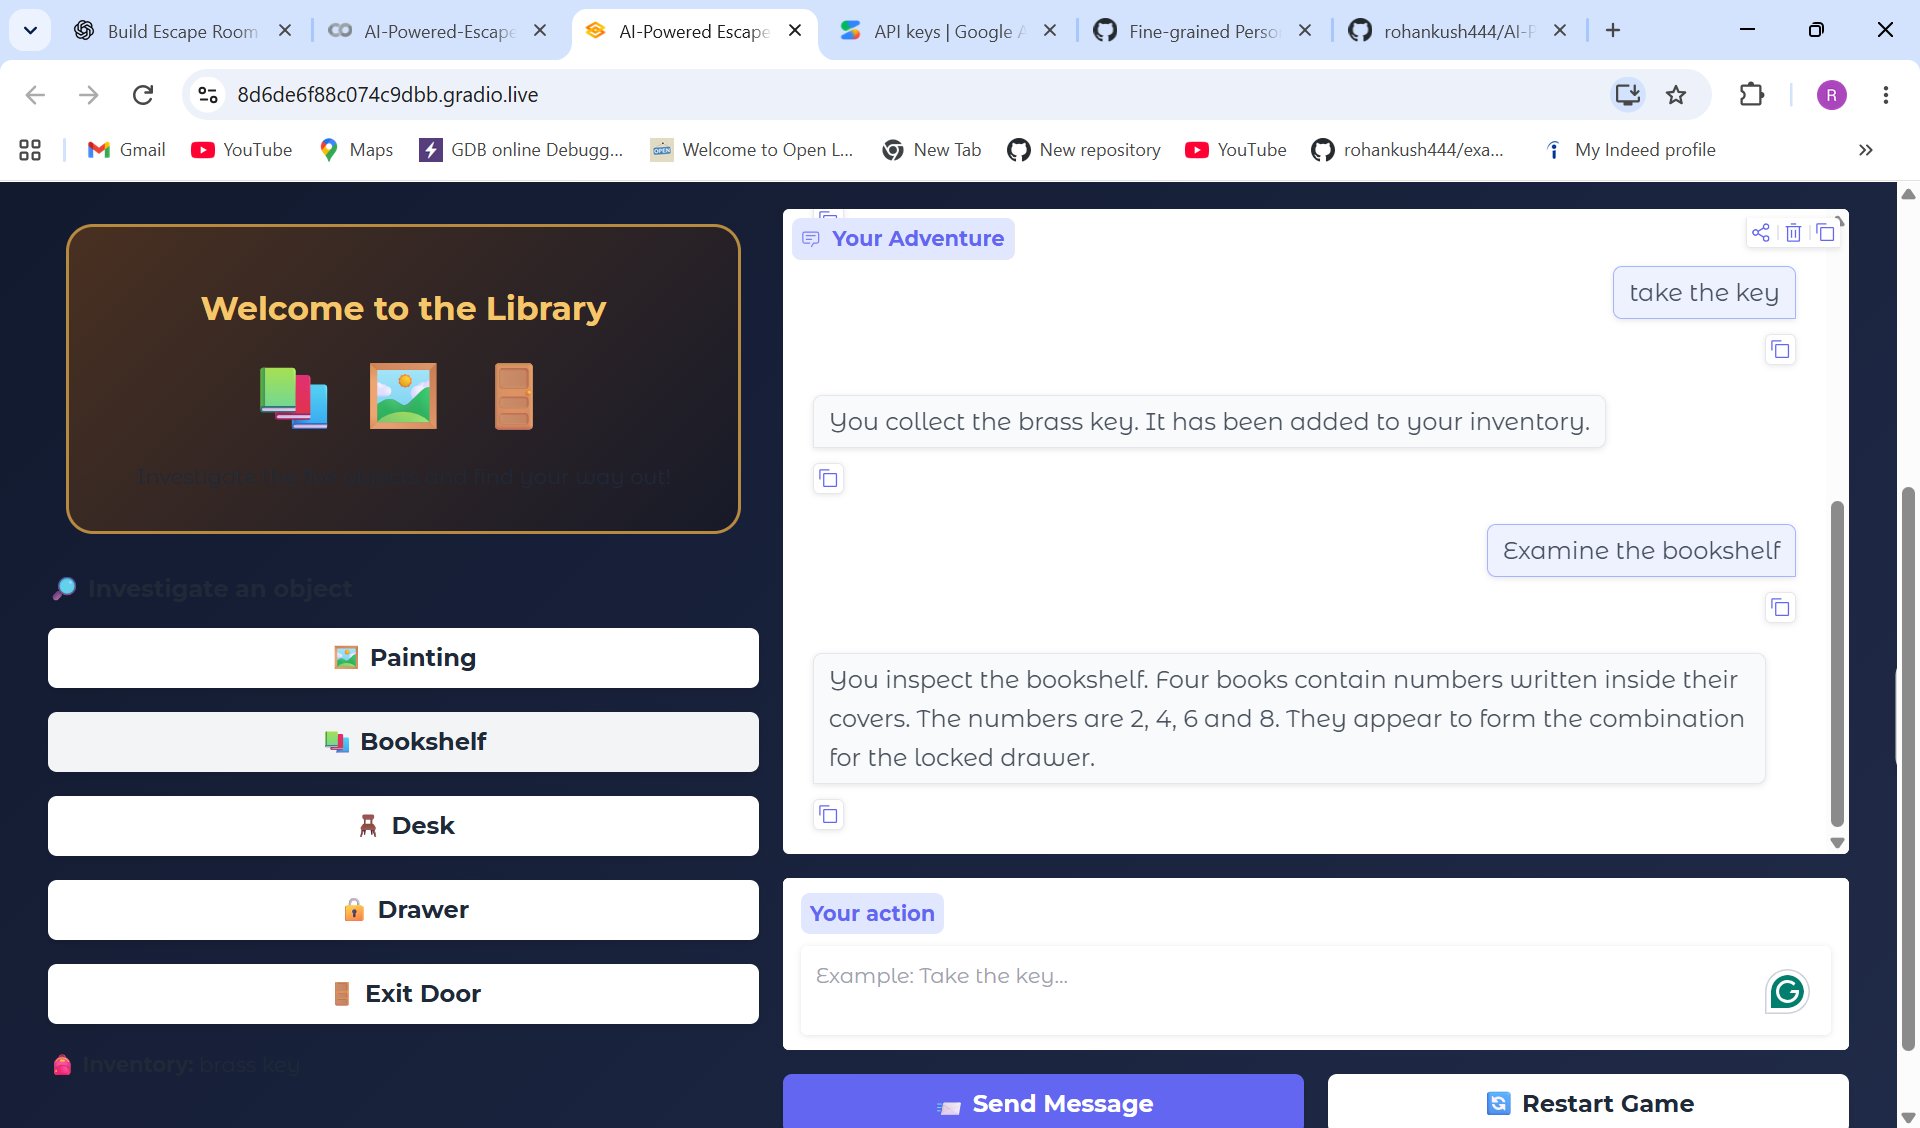 Build Escape Room
AI-Powered-Escape
AI-Powered Escape
API keys | Google A
Fine-grained Perso
rohankush444/AI-P
8d6de6f88c074c9dbb.gradio.live
R
Gmail
YouTube
Maps
GDB online Debugg...
Welcome to Open L...
New Tab
New repository
YouTube
rohankush444/exa...
My Indeed profile
Welcome to the Library
and find your way out!
Investigate an object
Painting
Bookshelf
Desk
Drawer
Exit Door
Inventory: brass key
Your Adventure
take the key
You collect the brass key. It has been added to your inventory.
Examine the bookshelf
You inspect the bookshelf. Four books contain numbers written inside their
covers. The numbers are 2, 4, 6 and 8. They appear to form the combination
for the locked drawer.
Your action
Example: Take the key...
Send Message
Restart Game